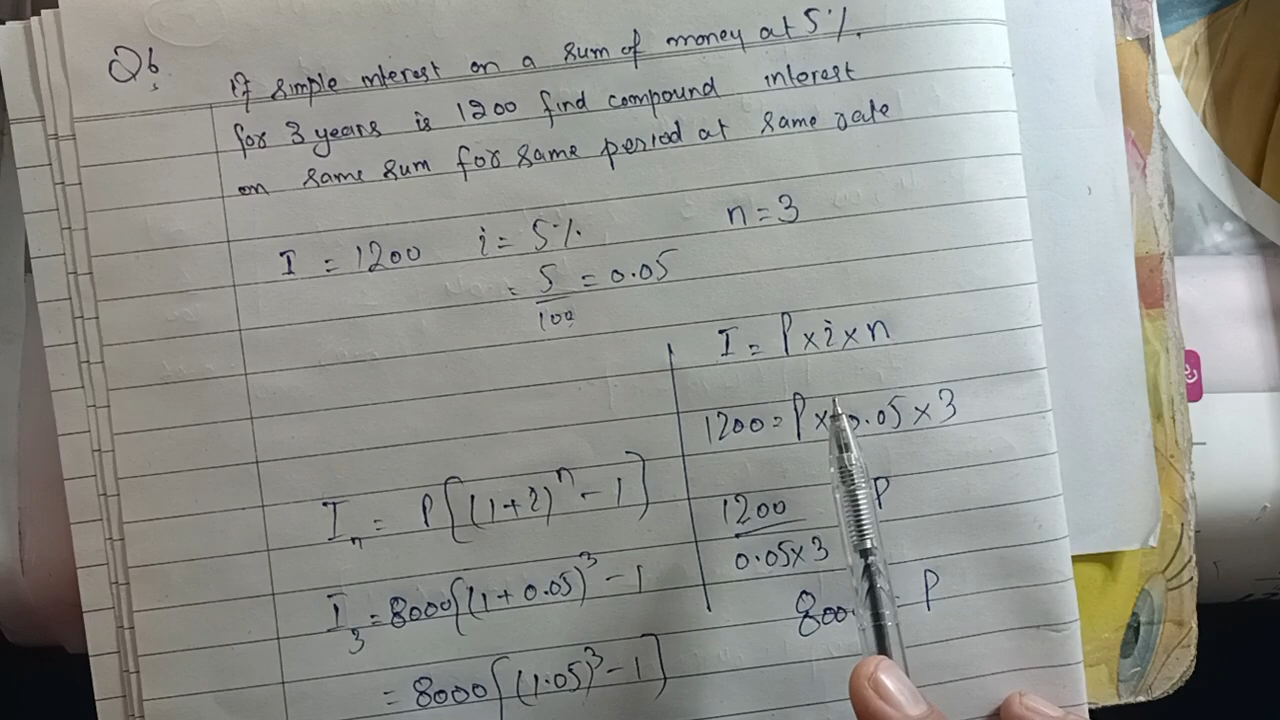 Q6. If simple interest on a sum of money at 5%.
for 3 years is 1200 find compound interest
on same sum for same period at same rate
I = 1200 i = 5% n = 3
= 5/100 = 0.05
I = P×i×n
1200 = P×0.05×3
1200/0.05×3 P
800 P
Iₙ = P[(1+i)ⁿ - 1]
I₃ = 8000[(1+0.05)³ - 1
= 8000[(1.05)³ - 1]